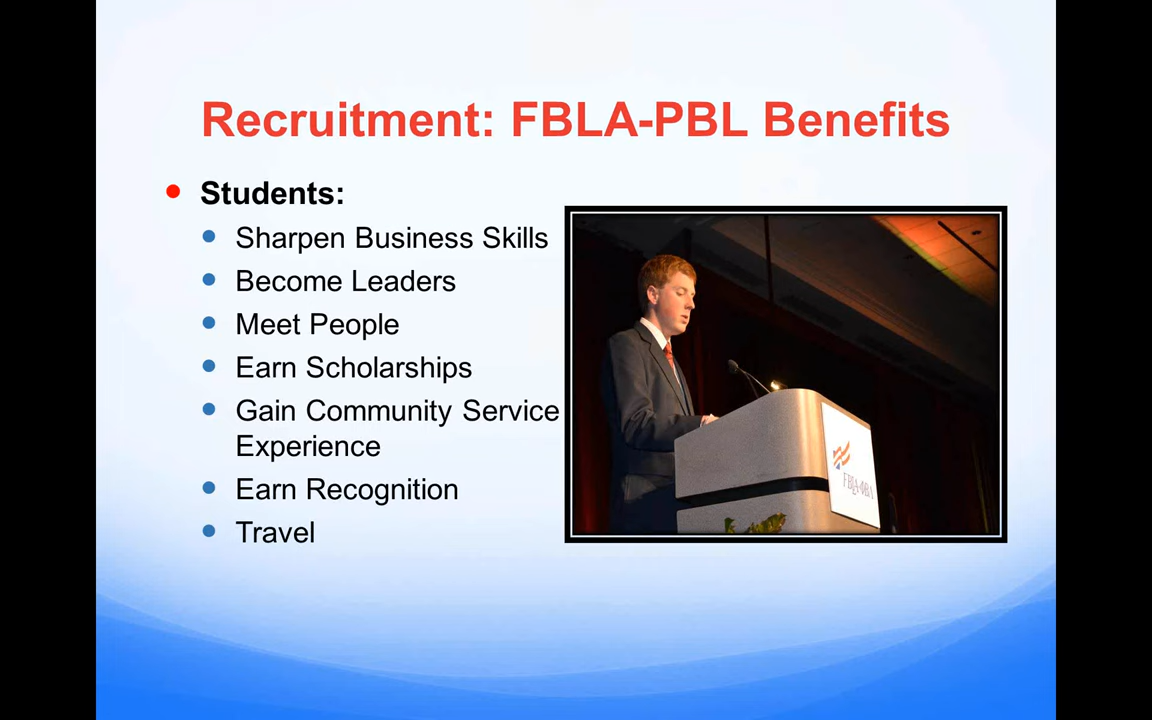 Recruitment: FBLA-PBL Benefits
Students:
Sharpen Business Skills
Become Leaders
Meet People
Earn Scholarships
Gain Community Service
Experience
Earn Recognition
Travel